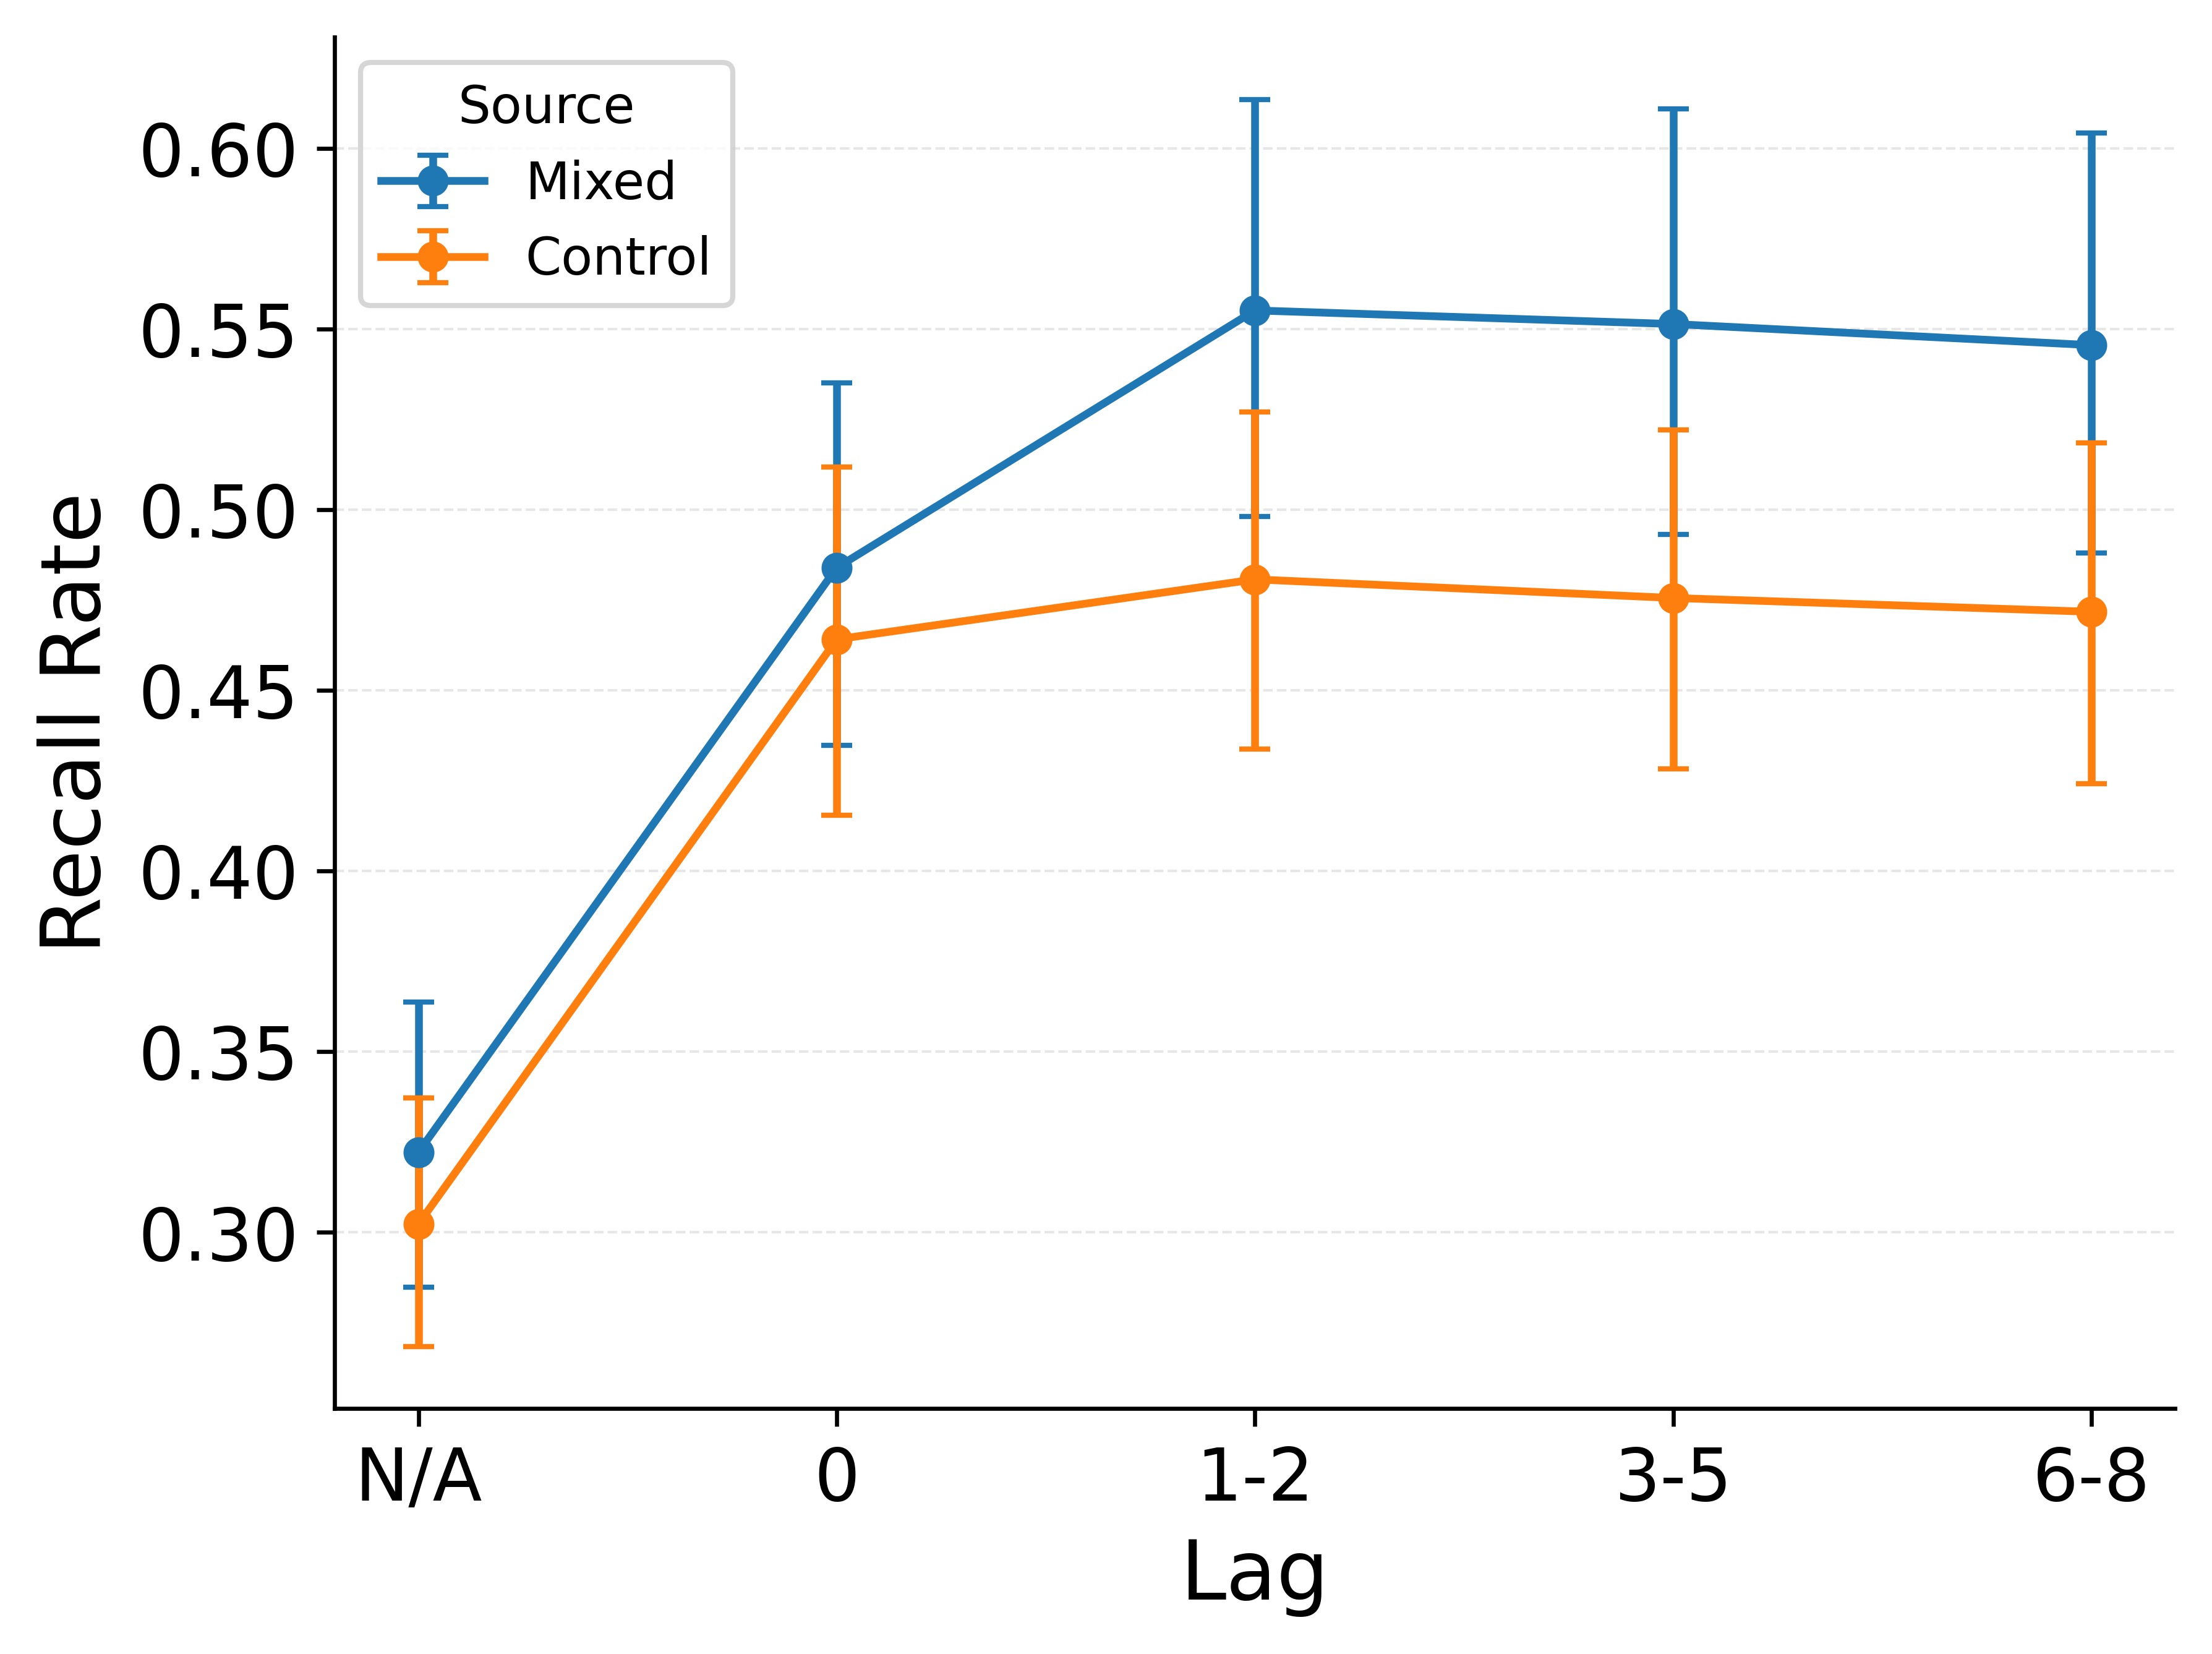 Source
Mixed
Control
Recall Rate
0.60
0.55
0.50
0.45
0.40
0.35
0.30
N/A 0 1-2 3-5 6-8
Lag